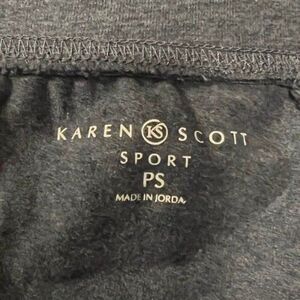 KAREN KS SCOTT
SPORT
PS
MADE IN JORDA